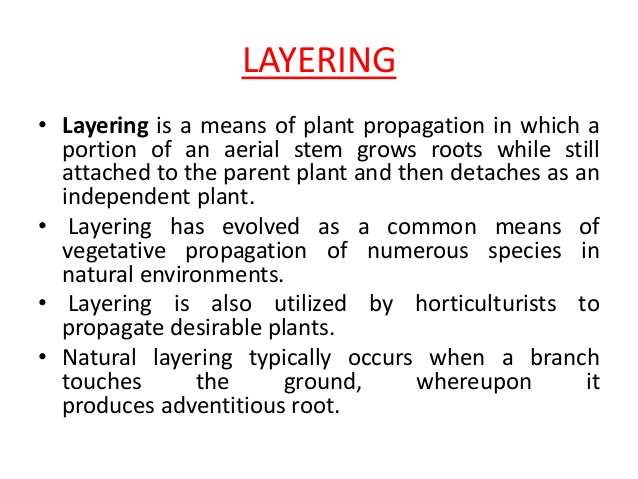 LAYERING
• Layering is a means of plant propagation in which a
portion of an aerial stem grows roots while still
attached to the parent plant and then detaches as an
independent plant.
• Layering has evolved as a common means of
vegetative propagation of numerous species in
natural environments.
• Layering is also utilized by horticulturists to
propagate desirable plants.
• Natural layering typically occurs when a branch
touches the ground, whereupon it
produces adventitious root.